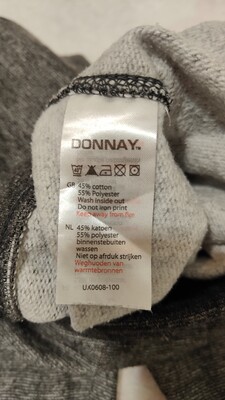 DONNAY.
GB 45% cotton
55% polyester
Wash inside out
Do not iron print
Keep away from fire
NL 45% katoen
55% polyester
binnenstebuiten
wassen
Niet op afdruk strijken
Weghouden van
warmtebronnen
UX0608-100